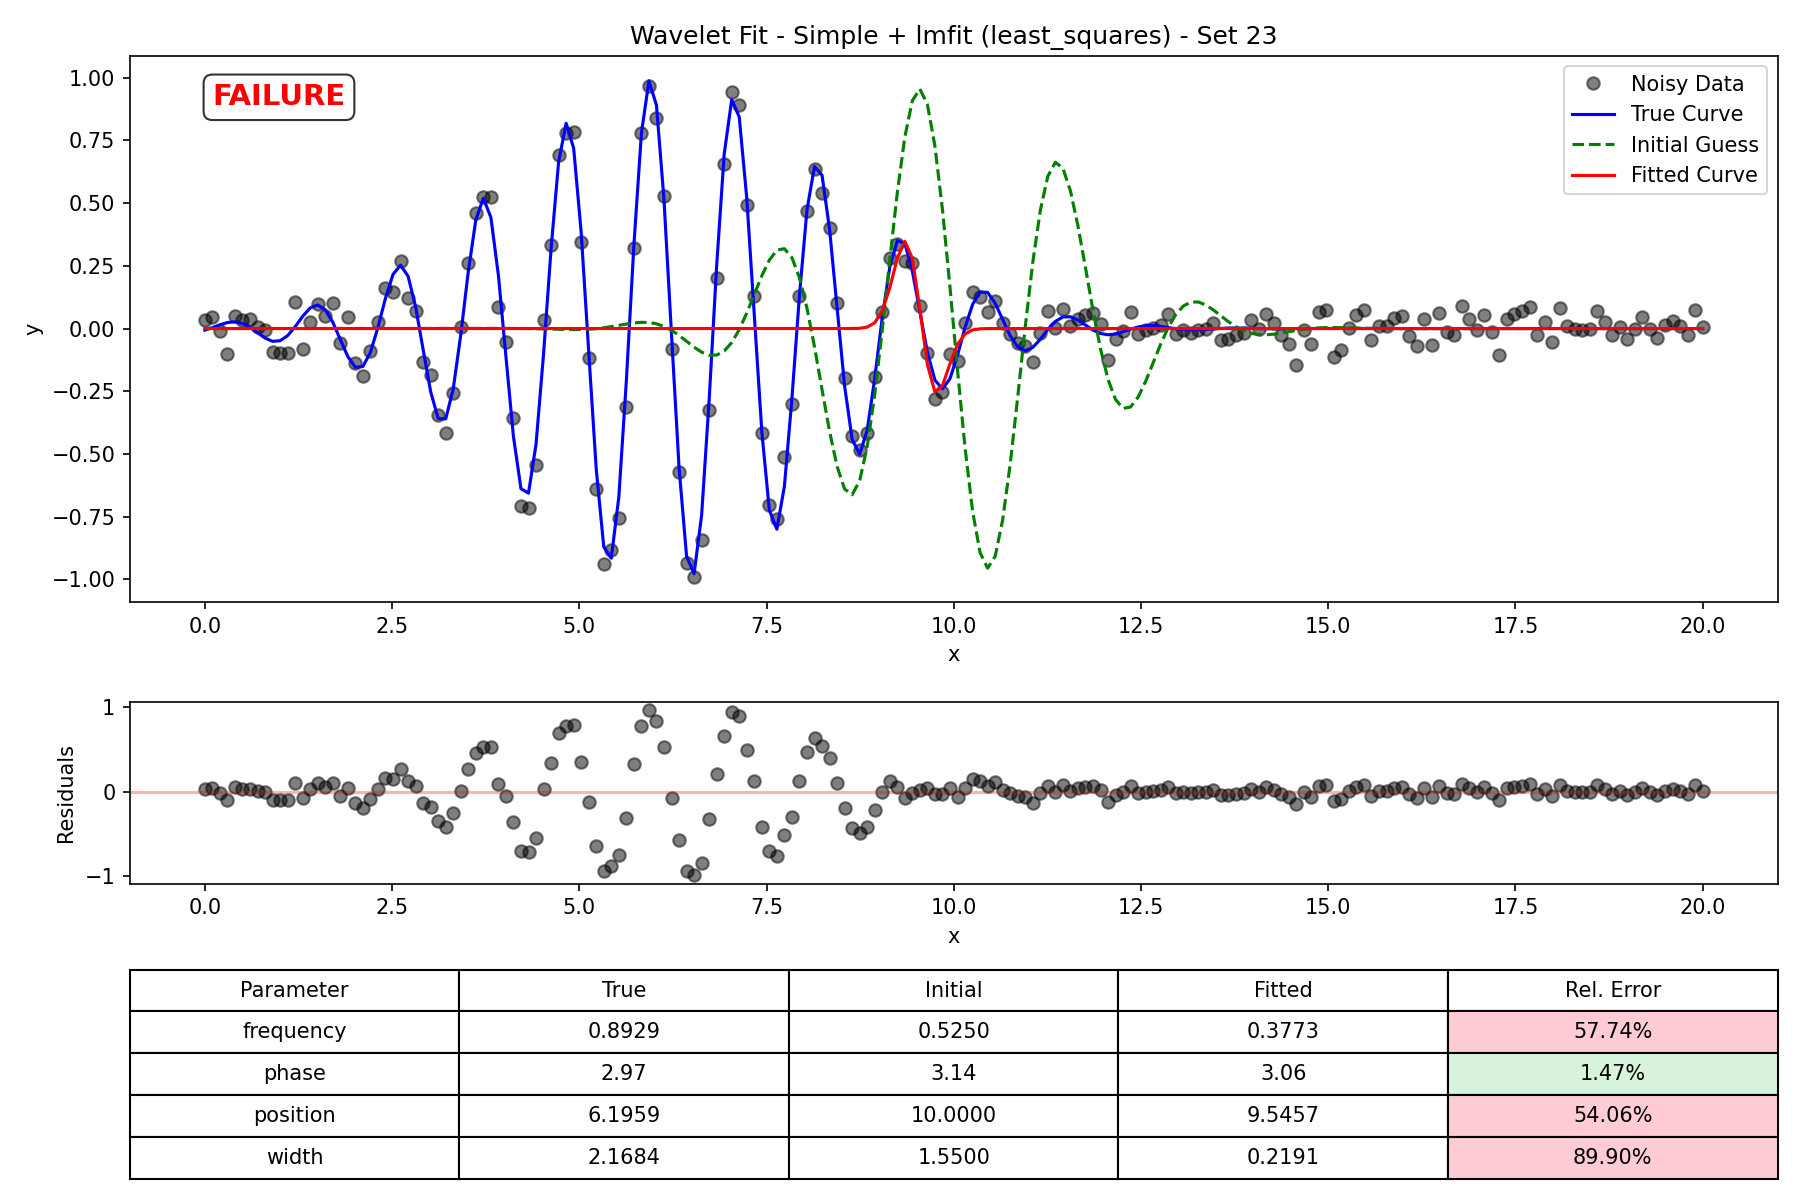 Wavelet Fit - Simple + lmfit (least_squares) - Set 23
FAILURE
Noisy Data
True Curve
Initial Guess
Fitted Curve
1.00
0.75
0.50
0.25
0.00
−0.25
−0.50
−0.75
−1.00
y
0.0 2.5 5.0 7.5 10.0 12.5 15.0 17.5 20.0
x
1
0
−1
Residuals
0.0 2.5 5.0 7.5 10.0 12.5 15.0 17.5 20.0
x
Parameter True Initial Fitted Rel. Error
frequency 0.8929 0.5250 0.3773 57.74%
phase 2.97 3.14 3.06 1.47%
position 6.1959 10.0000 9.5457 54.06%
width 2.1684 1.5500 0.2191 89.90%